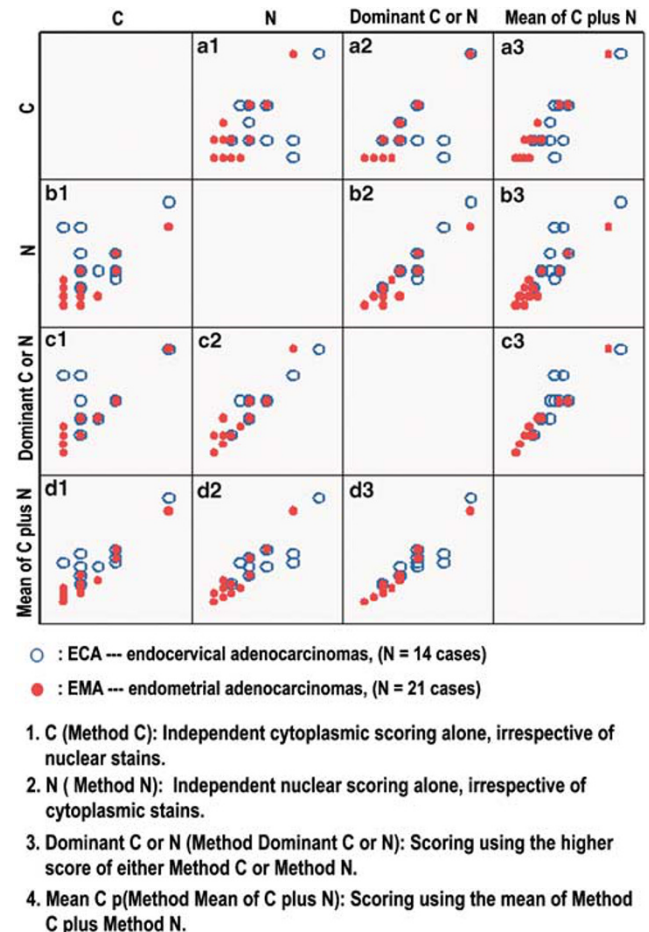 C N Dominant C or N Mean of C plus N
C
a1 a2 a3
N
b1 b2 b3
Dominant C or N
c1 c2 c3
Mean of C plus N
d1 d2 d3
: ECA --- endocervical adenocarcinomas, (N = 14 cases)
: EMA --- endometrial adenocarcinomas, (N = 21 cases)
1. C (Method C): Independent cytoplasmic scoring alone, irrespective of
nuclear stains.
2. N ( Method N): Independent nuclear scoring alone, irrespective of
cytoplasmic stains.
3. Dominant C or N (Method Dominant C or N): Scoring using the higher
score of either Method C or Method N.
4. Mean C p(Method Mean of C plus N): Scoring using the mean of Method
C plus Method N.